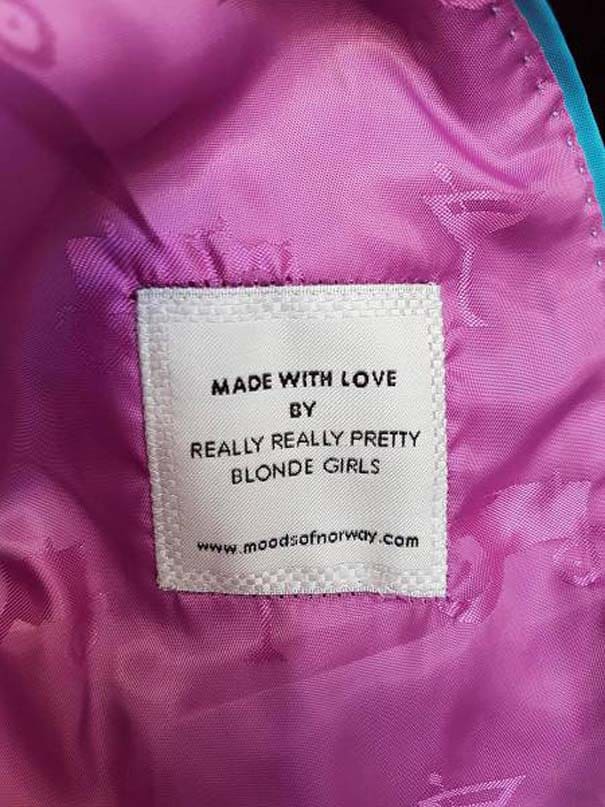 MADE WITH LOVE
BY
REALLY REALLY PRETTY
BLONDE GIRLS
www.moodsofnorway.com